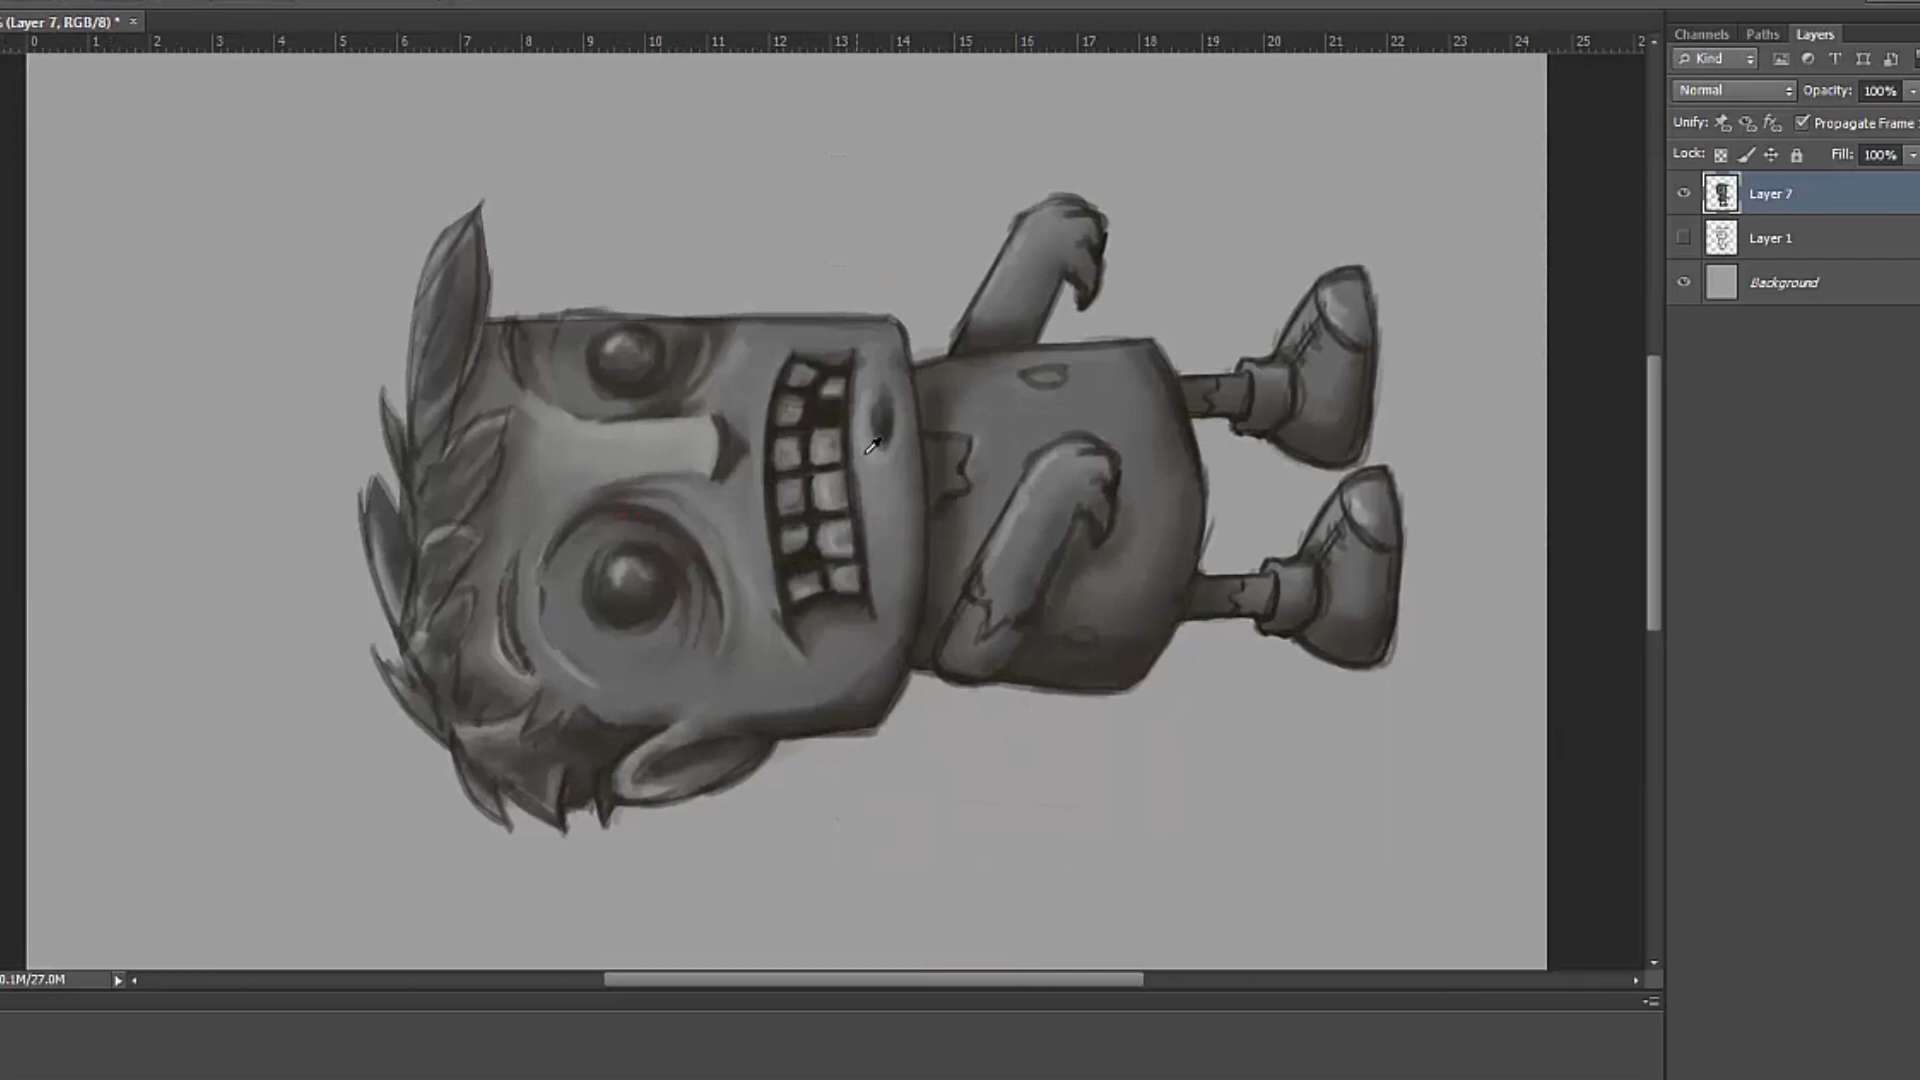 % (Layer 7, RGB/8) * ×
0 1 2 3 4 5 6 7 8 9 10 11 12 13 14 15 16 17 18 19 20 21 22 23 24 25 2
Channels Paths Layers
Kind
Normal Opacity: 100%
Unify: Propagate Frame
Lock: Fill: 100%
Layer 7
Layer 1
Background
0.1M/27.0M